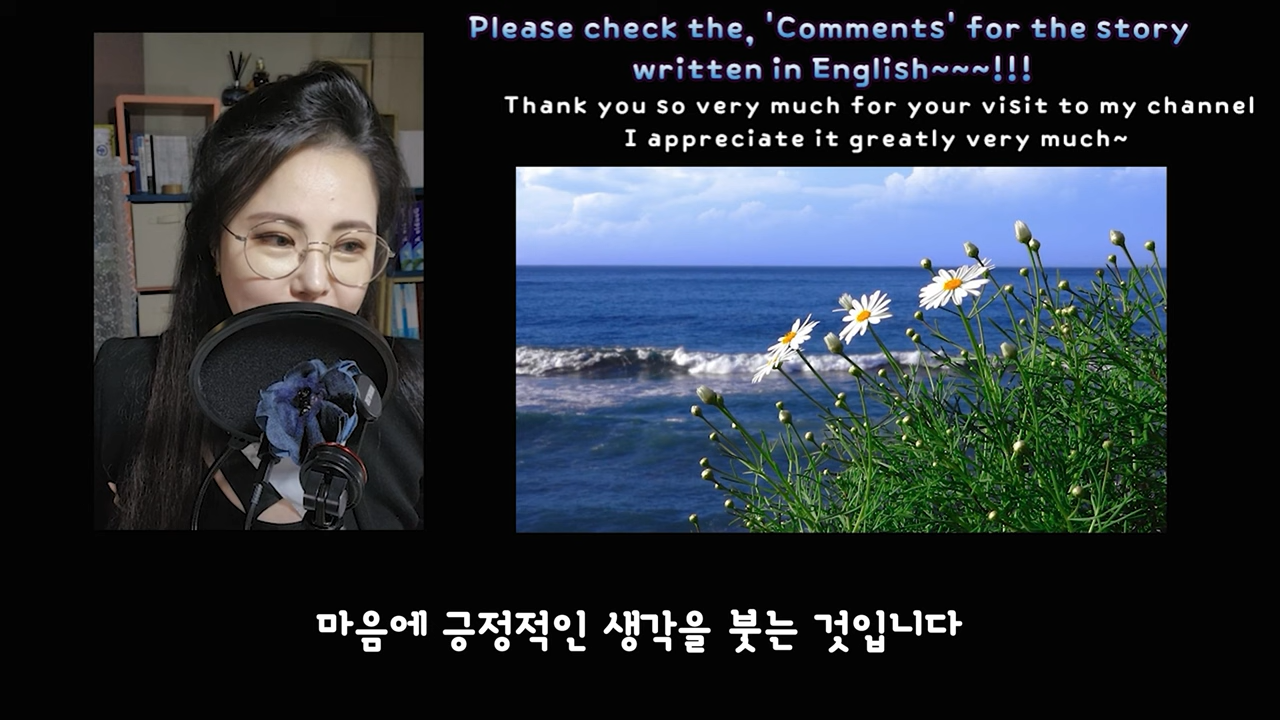 Please check the, 'Comments' for the story
written in English~~~!!!
Thank you so very much for your visit to my channel
I appreciate it greatly very much~
마음에 긍정적인 생각을 붓는 것입니다